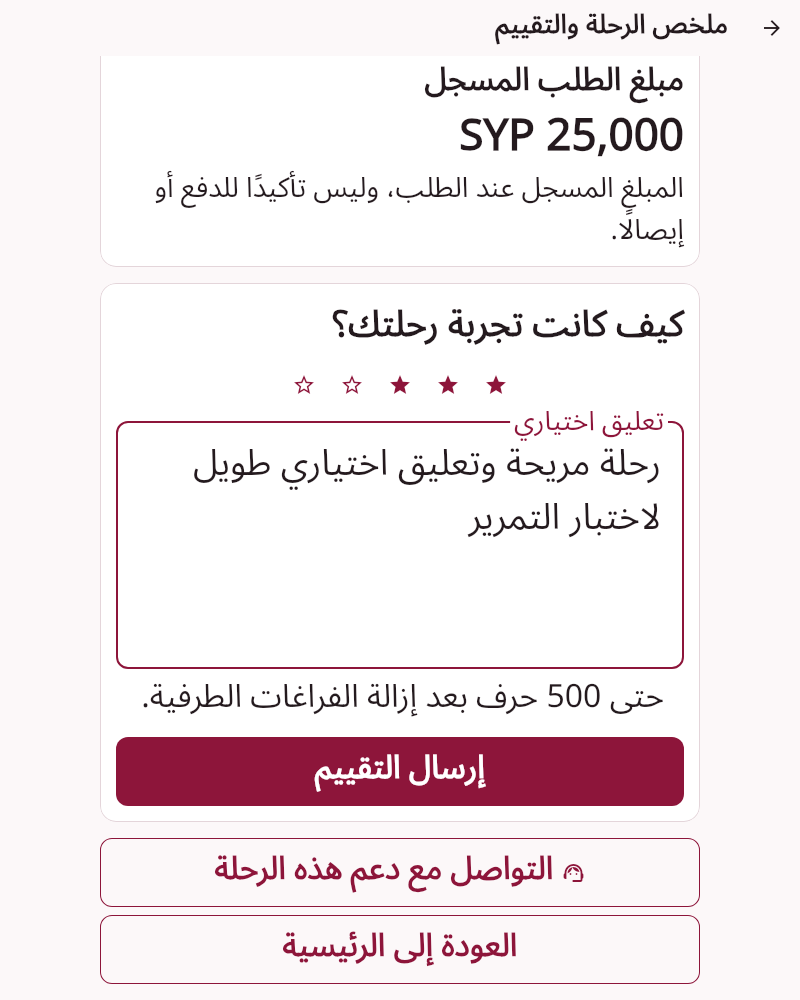 ملخص الرحلة والتقييم
مبلغ الطلب المسجل
SYP 25,000
المبلغ المسجل عند الطلب، وليس تأكيدًا للدفع أو
إيصالًا.
كيف كانت تجربة رحلتك؟
تعليق اختياري
رحلة مريحة وتعليق اختياري طويل
لاختبار التمرير
حتى 500 حرف بعد إزالة الفراغات الطرفية.
إرسال التقييم
التواصل مع دعم هذه الرحلة
العودة إلى الرئيسية